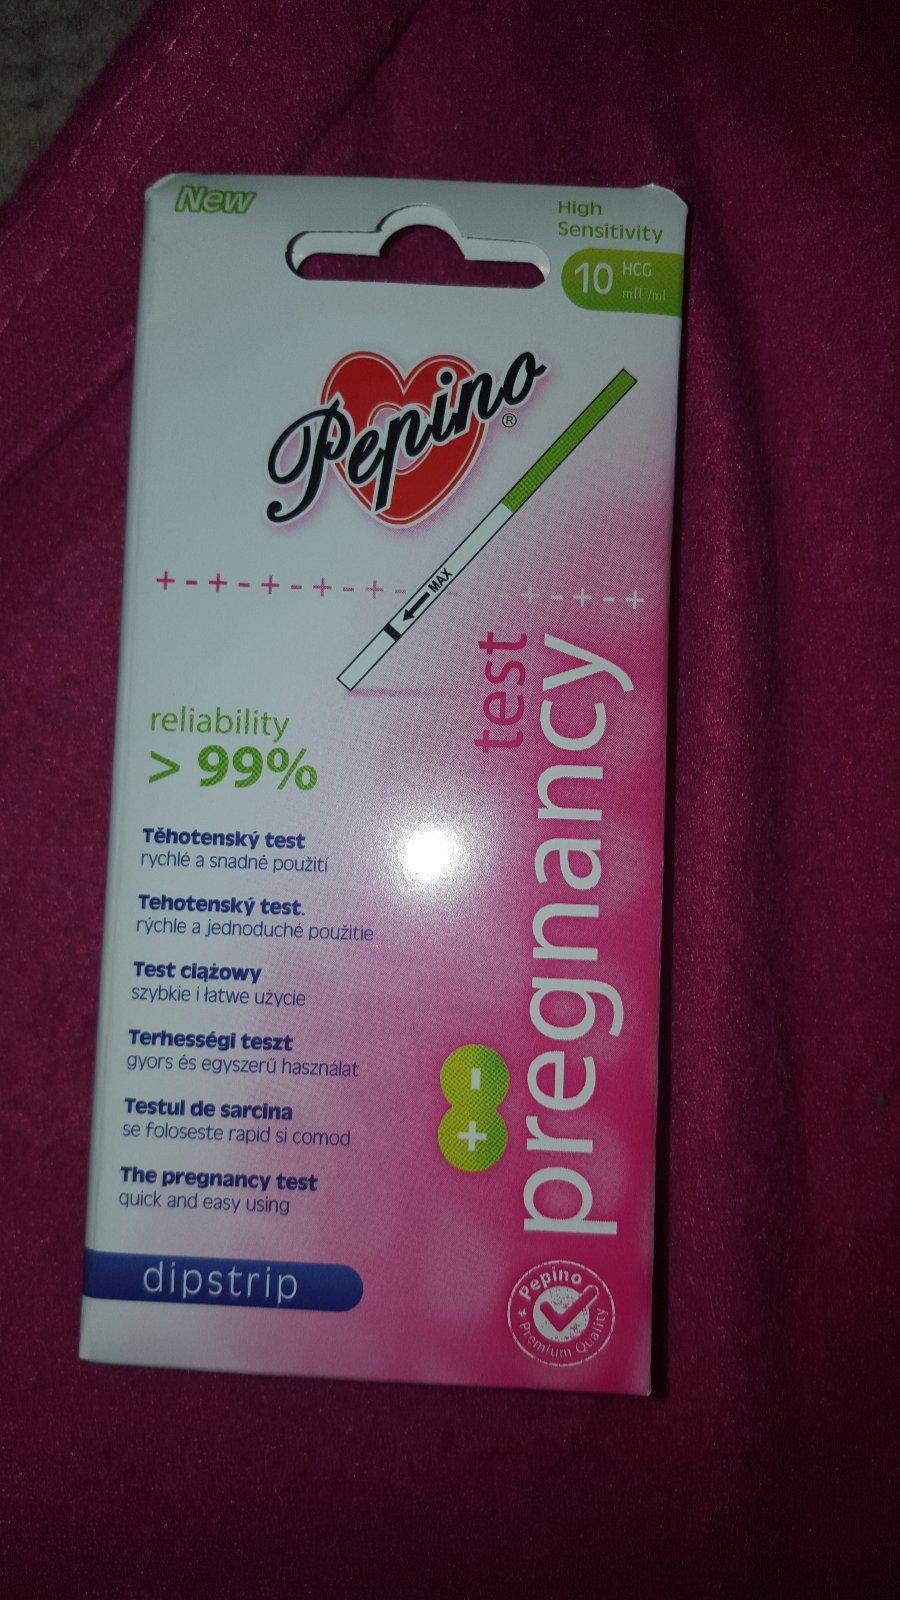 New
High
Sensitivity
10 HCG
mIU/ml
Pepino®
+-+-+-+-+- -+-+-+
MAX
test
pregnancy
reliability
> 99%
Těhotenský test
rychlé a snadné použití
Tehotenský test.
rýchle a jednoduché použitie
Test ciążowy
szybkie i łatwe użycie
Terhességi teszt
gyors és egyszerű használat
Testul de sarcina
se foloseste rapid si comod
The pregnancy test
quick and easy using
-
+
dipstrip
Pepino
* Premium Quality